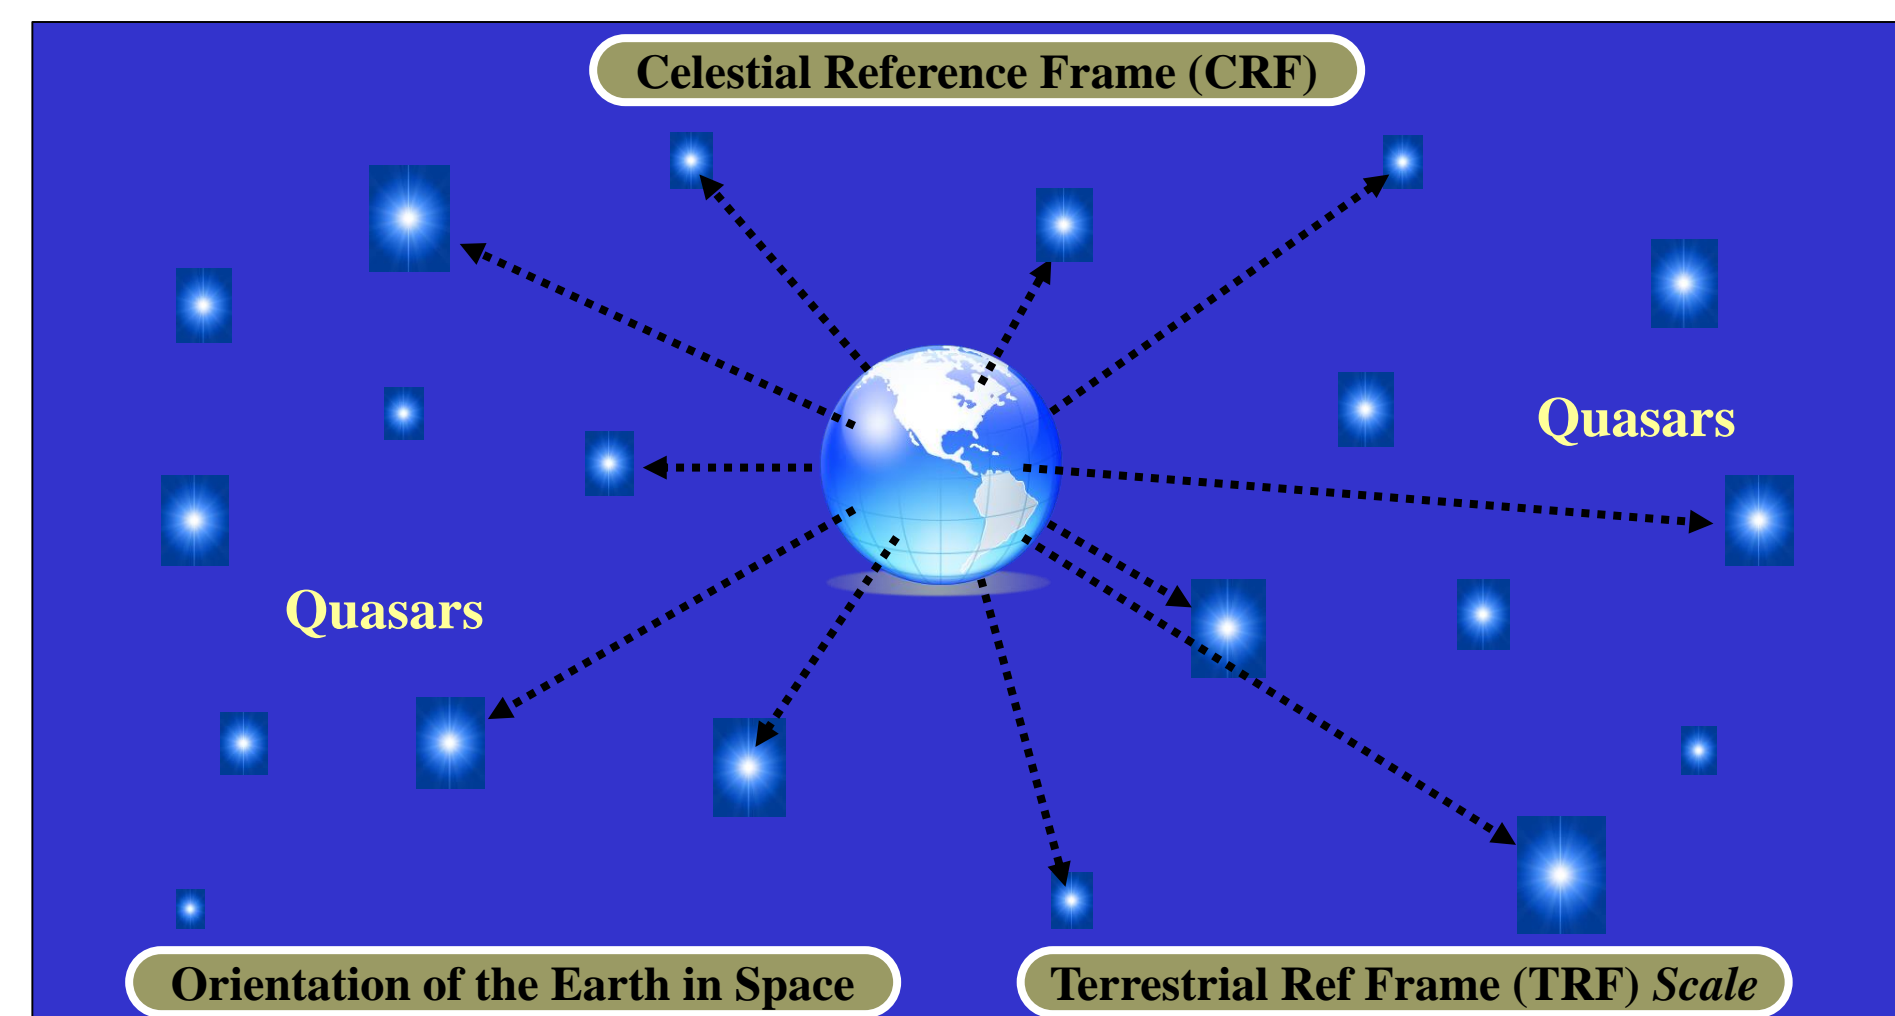 Celestial Reference Frame (CRF)
Quasars
Quasars
Orientation of the Earth in Space
Terrestrial Ref Frame (TRF) Scale